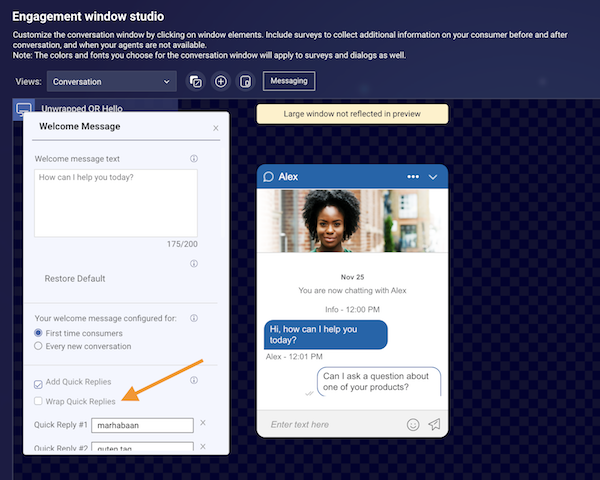 Engagement window studio
Customize the conversation window by clicking on window elements. Include surveys to collect additional information on your consumer before and after
conversation, and when your agents are not available.
Note: The colors and fonts you choose for the conversation window will apply to surveys and dialogs as well.
Views: Conversation Messaging
Unwrapped QR Hello
Large window not reflected in preview
Welcome Message
Welcome message text
How can I help you today?
175/200
Restore Default
Your welcome message configured for:
First time consumers
Every new conversation
Add Quick Replies
Wrap Quick Replies
Quick Reply #1 marhabaan
Quick Reply #2 guten tag
Alex
Nov 25
You are now chatting with Alex
Info - 12:00 PM
Hi, how can I help you
today?
Alex - 12:01 PM
Can I ask a question about
one of your products?
Enter text here